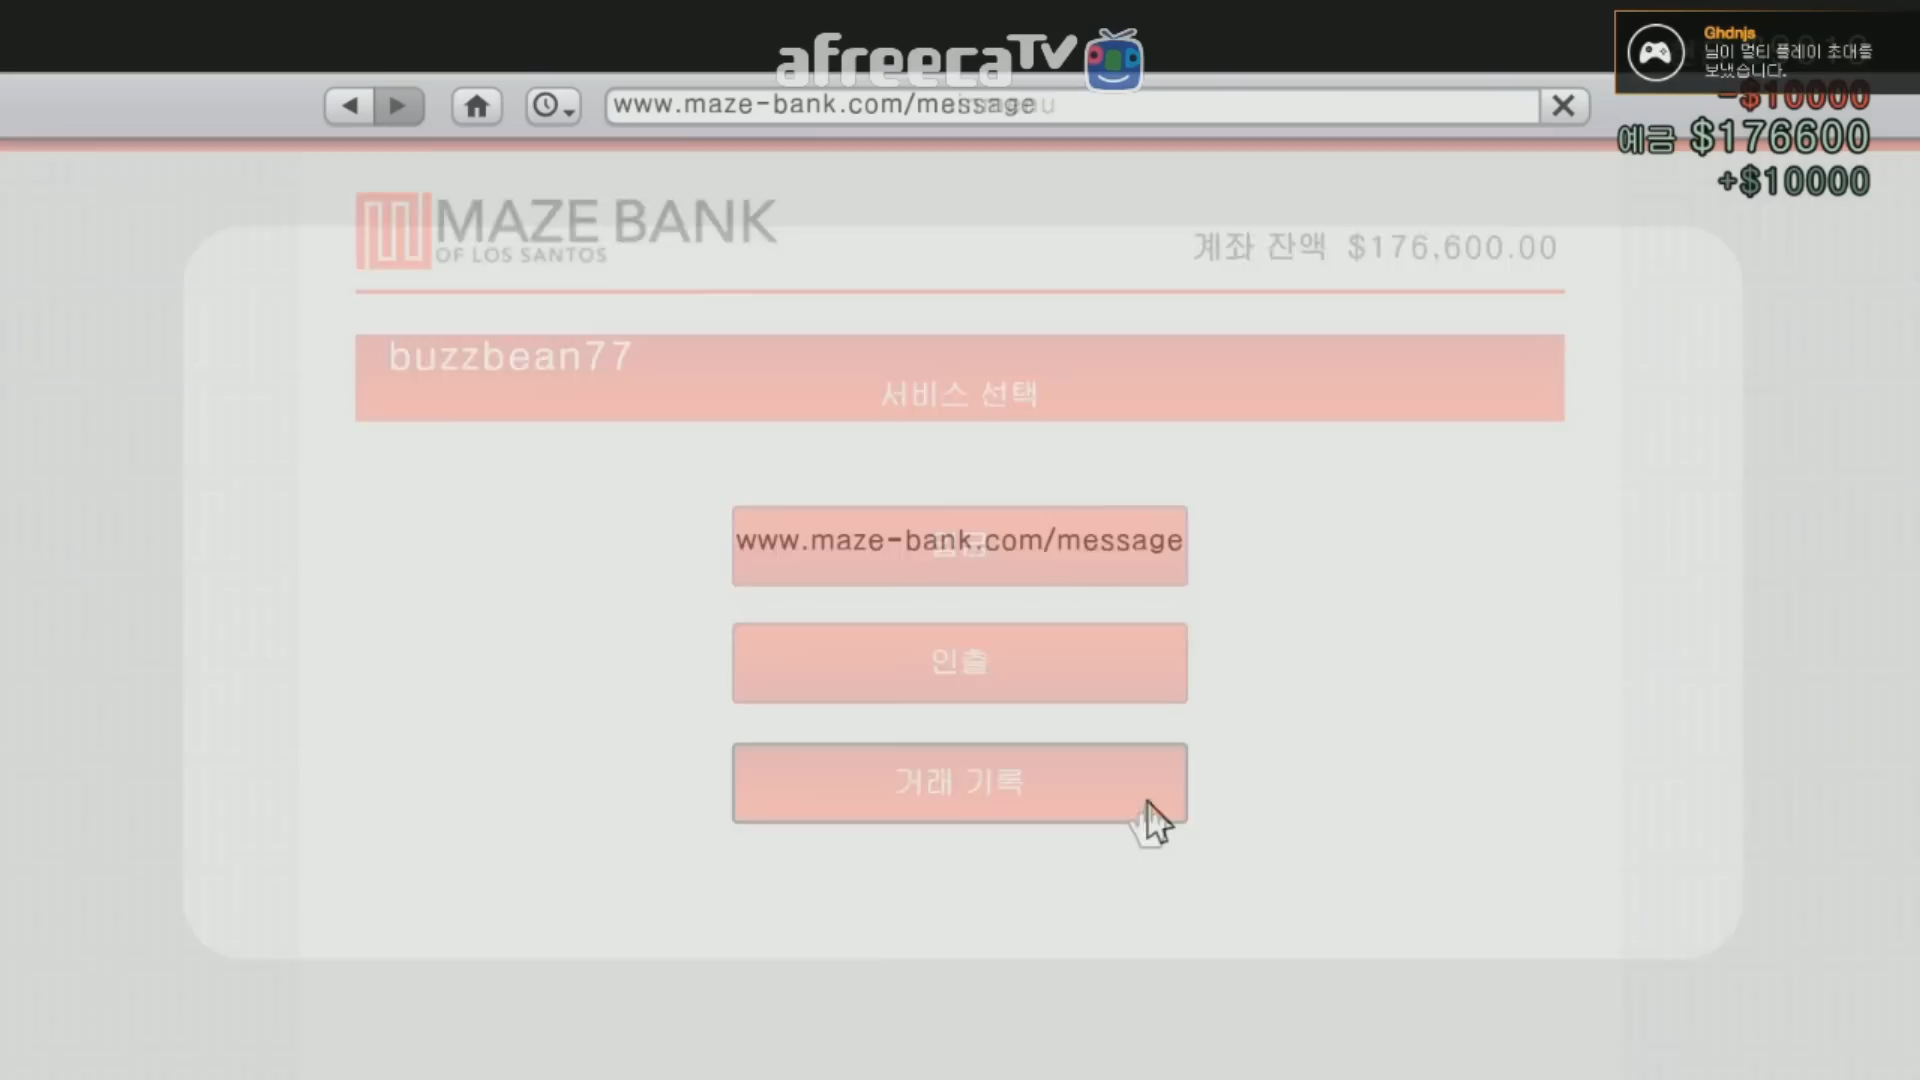 afreecaTV
Ghdnjs
님이 멀티 플레이 초대를
보냈습니다.
-$10000
www.maze-bank.com/message
예금 $176600
+$10000
MAZE BANK
OF LOS SANTOS
계좌 잔액 $176,600.00
buzzbean77
서비스 선택
www.maze-bank.com/message
인출
거래 기록